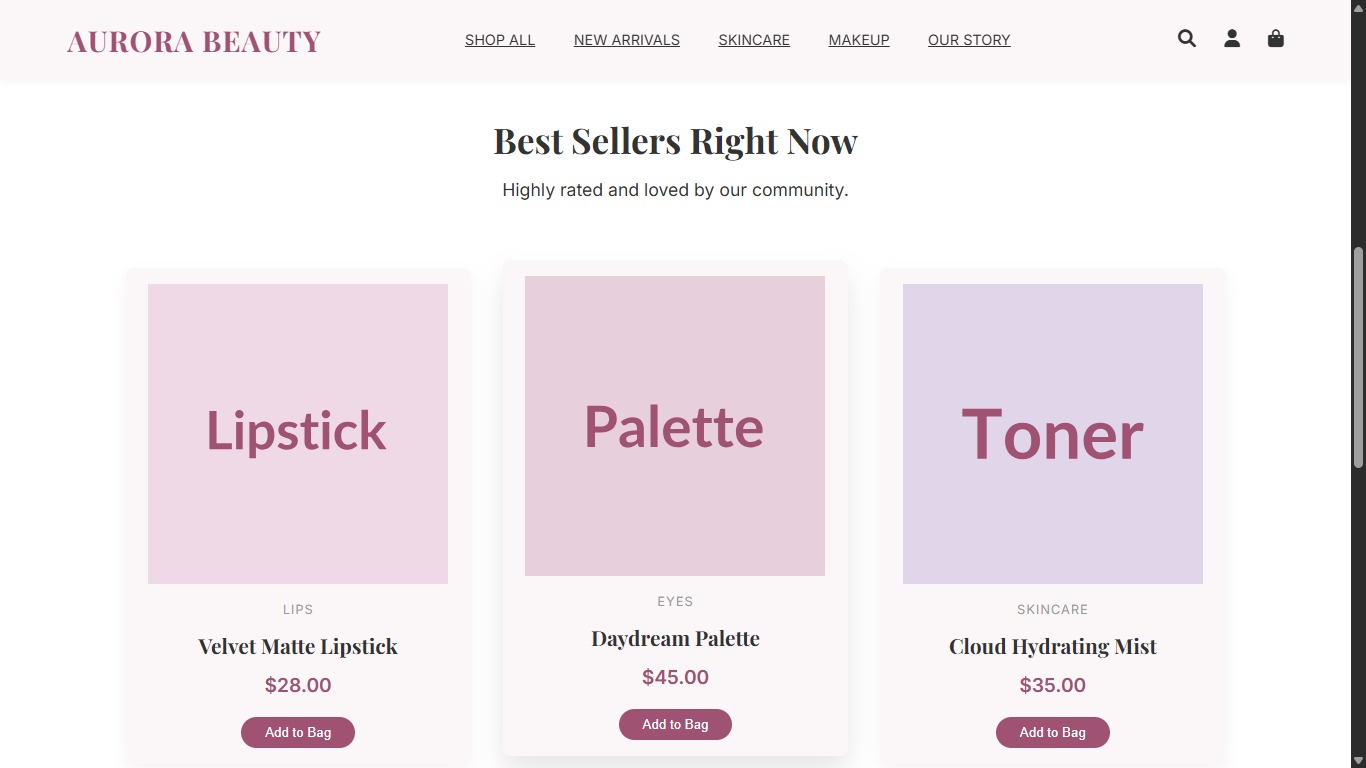 AURORA BEAUTY
SHOP ALL
NEW ARRIVALS
SKINCARE
MAKEUP
OUR STORY
Best Sellers Right Now
Highly rated and loved by our community.
Lipstick
LIPS
Velvet Matte Lipstick
$28.00
Add to Bag
Palette
EYES
Daydream Palette
$45.00
Add to Bag
Toner
SKINCARE
Cloud Hydrating Mist
$35.00
Add to Bag